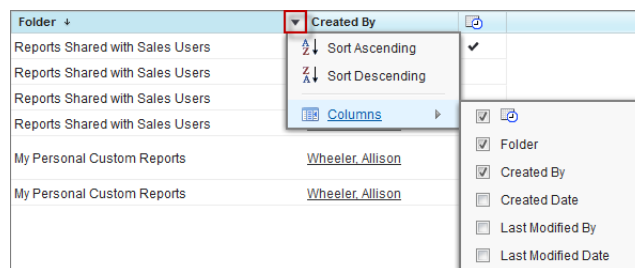 Folder Created By
Reports Shared with Sales Users
Sort Ascending
Reports Shared with Sales Users
Sort Descending
Reports Shared with Sales Users
Reports Shared with Sales Users
Columns
Folder
My Personal Custom Reports Wheeler, Allison
Created By
My Personal Custom Reports Wheeler, Allison
Created Date
Last Modified By
Last Modified Date